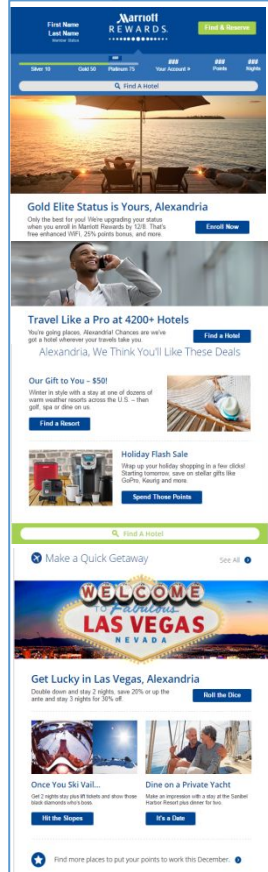 First Name
Last Name
Member Status
Marriott
REWARDS.
Find & Reserve
###
Silver 10
Gold 50
Platinum 75
###
Your Account »
###
Points
###
Nights
Find A Hotel
Gold Elite Status is Yours, Alexandria
Only the best for you! We're upgrading your status
when you enroll in Marriott Rewards by 12/8. That's
free enhanced WiFi, 25% points bonus, and more.
Enroll Now
Travel Like a Pro at 4200+ Hotels
You're going places, Alexandria! Chances are we've
got a hotel wherever your travels take you.
Find a Hotel
Alexandria, We Think You'll Like These Deals
Our Gift to You – $50!
Winter in style with a stay at one of dozens of
warm weather resorts across the U.S. – then
golf, spa or dine on us.
Find a Resort
Holiday Flash Sale
Wrap up your holiday shopping in a few clicks!
Starting tomorrow, save on stellar gifts like
GoPro, Keurig and more.
Spend Those Points
Find A Hotel
Make a Quick Getaway
See All
WELCOME
TO Fabulous
LAS VEGAS
NEVADA
Get Lucky in Las Vegas, Alexandria
Double down and stay 2 nights, save 20% or up the
ante and stay 3 nights for 30% off.
Roll the Dice
Once You Ski Vail...
Get 2 nights stay plus lift tickets and show those
black diamonds who's boss.
Hit the Slopes
Dine on a Private Yacht
Make an impression with a stay at the Sanibel
Harbor Resort plus dinner for two.
It's a Date
Find more places to put your points to work this December.